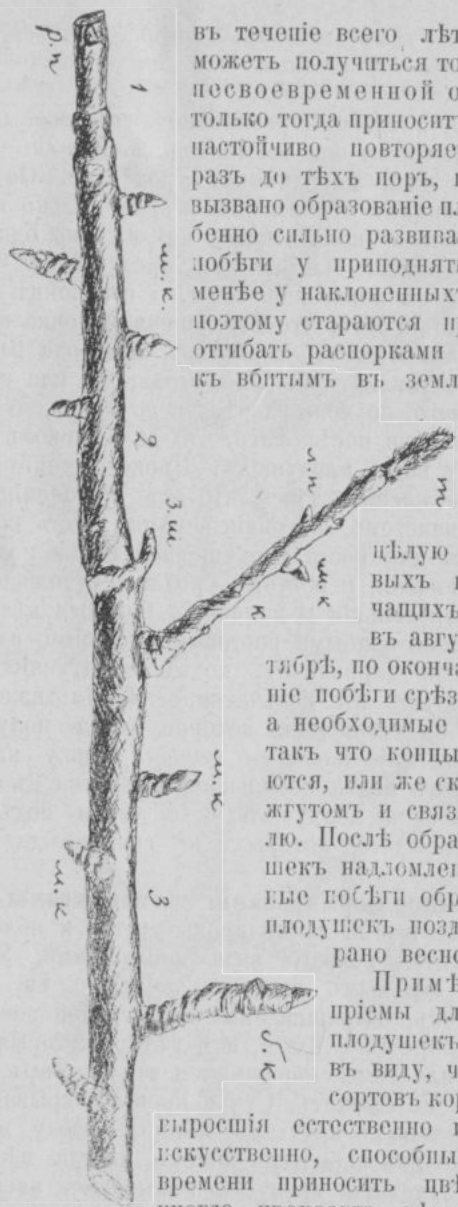 въ теченіе всего лѣт
можетъ получиться то
несвоевременной о
только тогда приноситъ
настойчиво повторяе
разъ до тѣхъ поръ, п
вызвано образованіе пл
бенно сильно развива
побѣги у приподнят
менѣе у наклоненныхъ
поэтому стараются пр
отгибать распорками
къ вбитымъ въ земл
цѣлую
выхъ п
чащихъ
въ авгу
тябрѣ, по оконча
ніе побѣги срѣз
а необходимые
такъ что концы
ются, или же ск
жгутомъ и связ
лю. Послѣ обра
шекъ надломлен
ные побѣги обр
плодушекъ позд
рано весно
Примѣ
пріемы дл
плодушекъ
въ виду, ч
сортовъ кор
выросшія естественно и
искусственно, способны
времени приносить цвѣ
р.п
1
м.к
2
з.ш
л.п
т
м.к
к
м.к
3
м.к
б.к